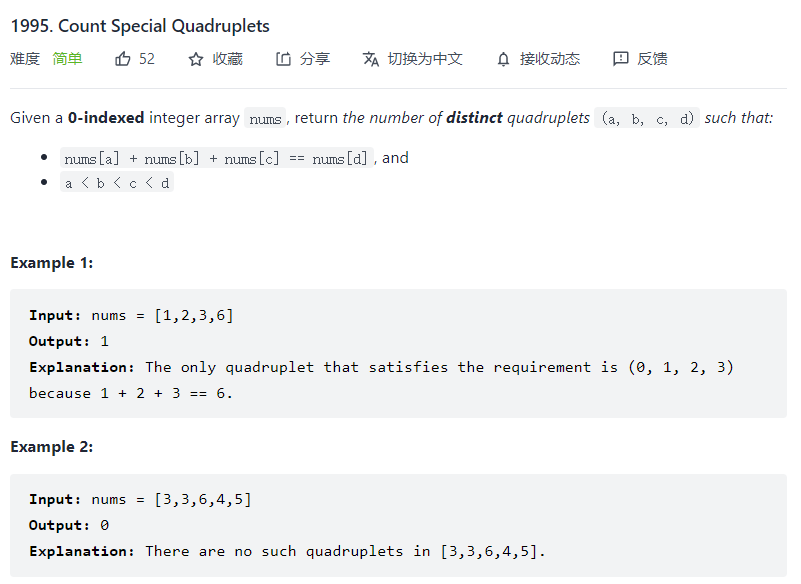 1995. Count Special Quadruplets
难度 简单 52 收藏 分享 切换为中文 接收动态 反馈
Given a 0-indexed integer array nums, return the number of distinct quadruplets (a, b, c, d) such that:
nums[a] + nums[b] + nums[c] == nums[d], and
a < b < c < d
Example 1:
Input: nums = [1,2,3,6]
Output: 1
Explanation: The only quadruplet that satisfies the requirement is (0, 1, 2, 3)
because 1 + 2 + 3 == 6.
Example 2:
Input: nums = [3,3,6,4,5]
Output: 0
Explanation: There are no such quadruplets in [3,3,6,4,5].